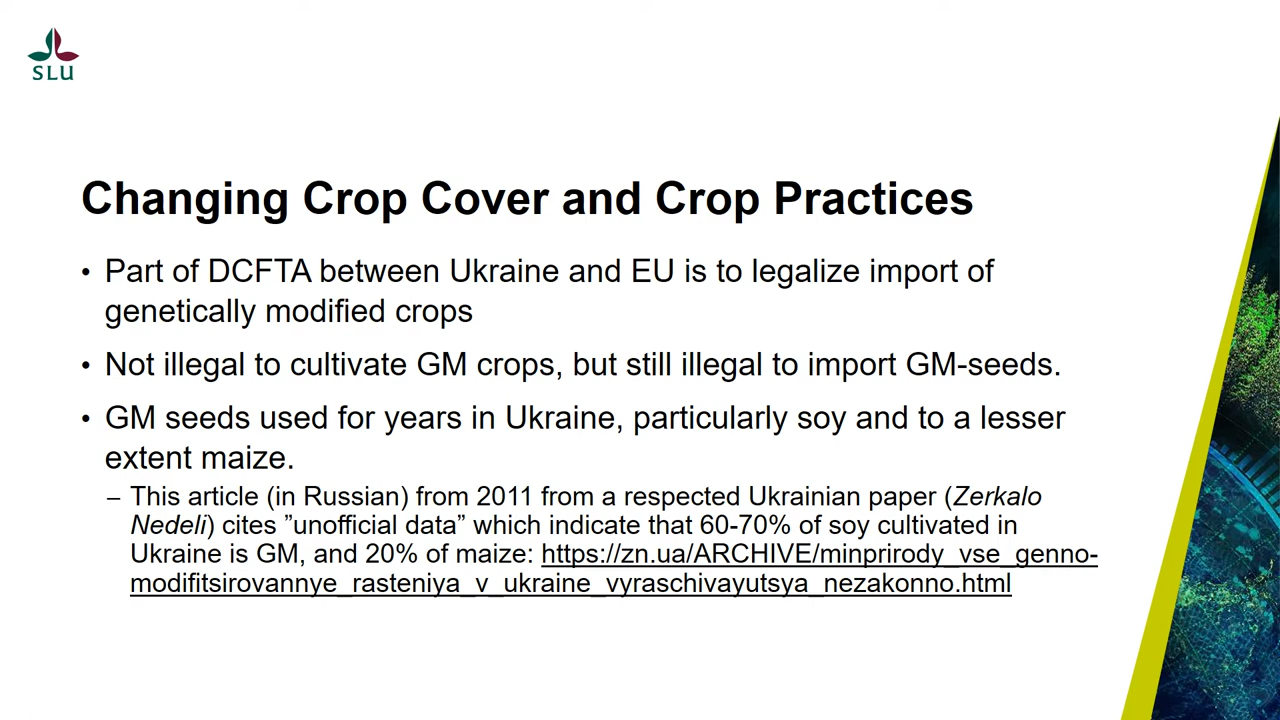 SLU
Changing Crop Cover and Crop Practices
• Part of DCFTA between Ukraine and EU is to legalize import of
genetically modified crops
• Not illegal to cultivate GM crops, but still illegal to import GM-seeds.
• GM seeds used for years in Ukraine, particularly soy and to a lesser
extent maize.
– This article (in Russian) from 2011 from a respected Ukrainian paper (Zerkalo
Nedeli) cites ”unofficial data” which indicate that 60-70% of soy cultivated in
Ukraine is GM, and 20% of maize: https://zn.ua/ARCHIVE/minprirody_vse_genno-
modifitsirovannye_rasteniya_v_ukraine_vyraschivayutsya_nezakonno.html